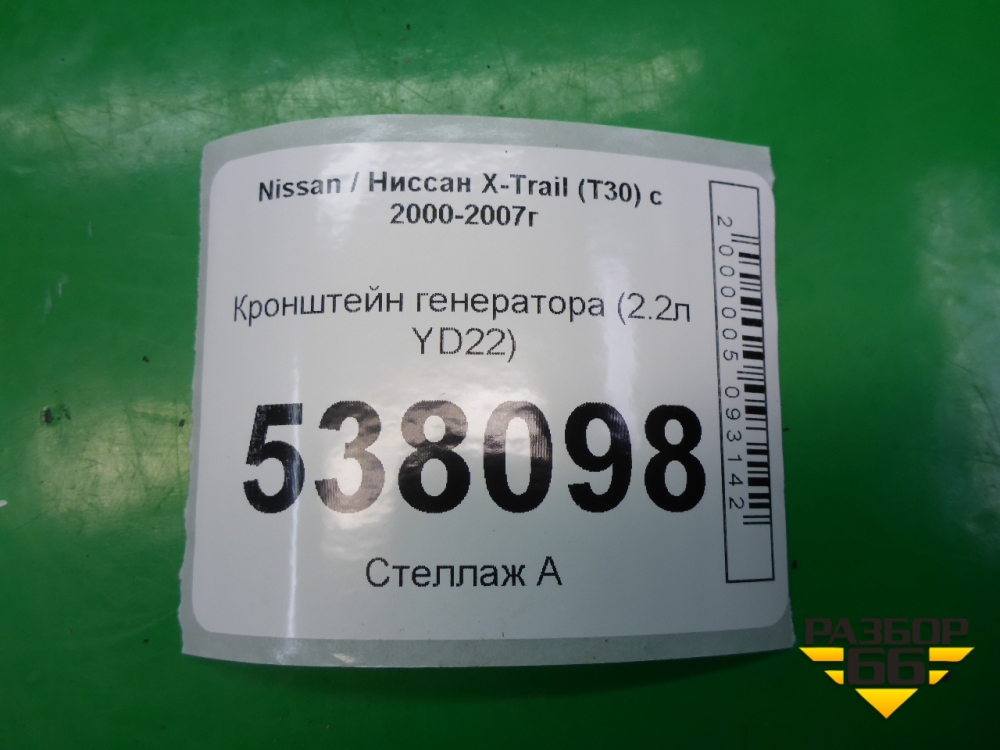 Nissan / Ниссан X-Trail (T30) с
2000-2007г
Кронштейн генератора (2.2л
YD22)
538098
Стеллаж А
2000005093142
РАЗБОР
66